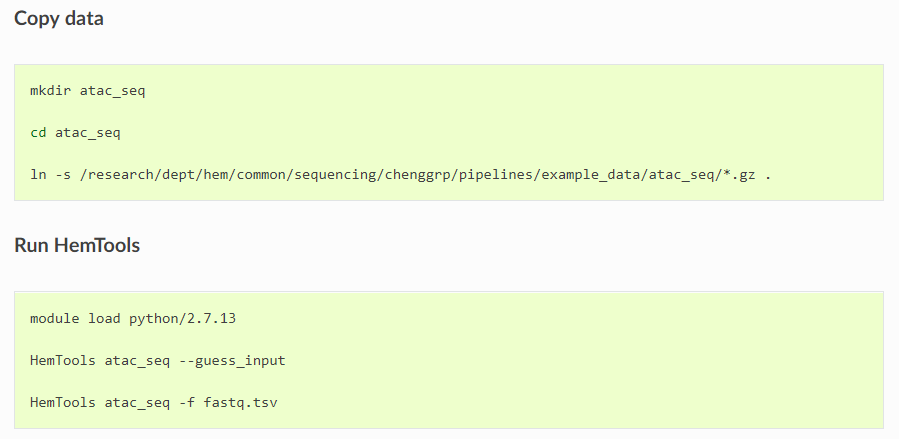 Copy data
mkdir atac_seq
cd atac_seq
ln -s /research/dept/hem/common/sequencing/chenggrp/pipelines/example_data/atac_seq/*.gz .
Run HemTools
module load python/2.7.13
HemTools atac_seq --guess_input
HemTools atac_seq -f fastq.tsv